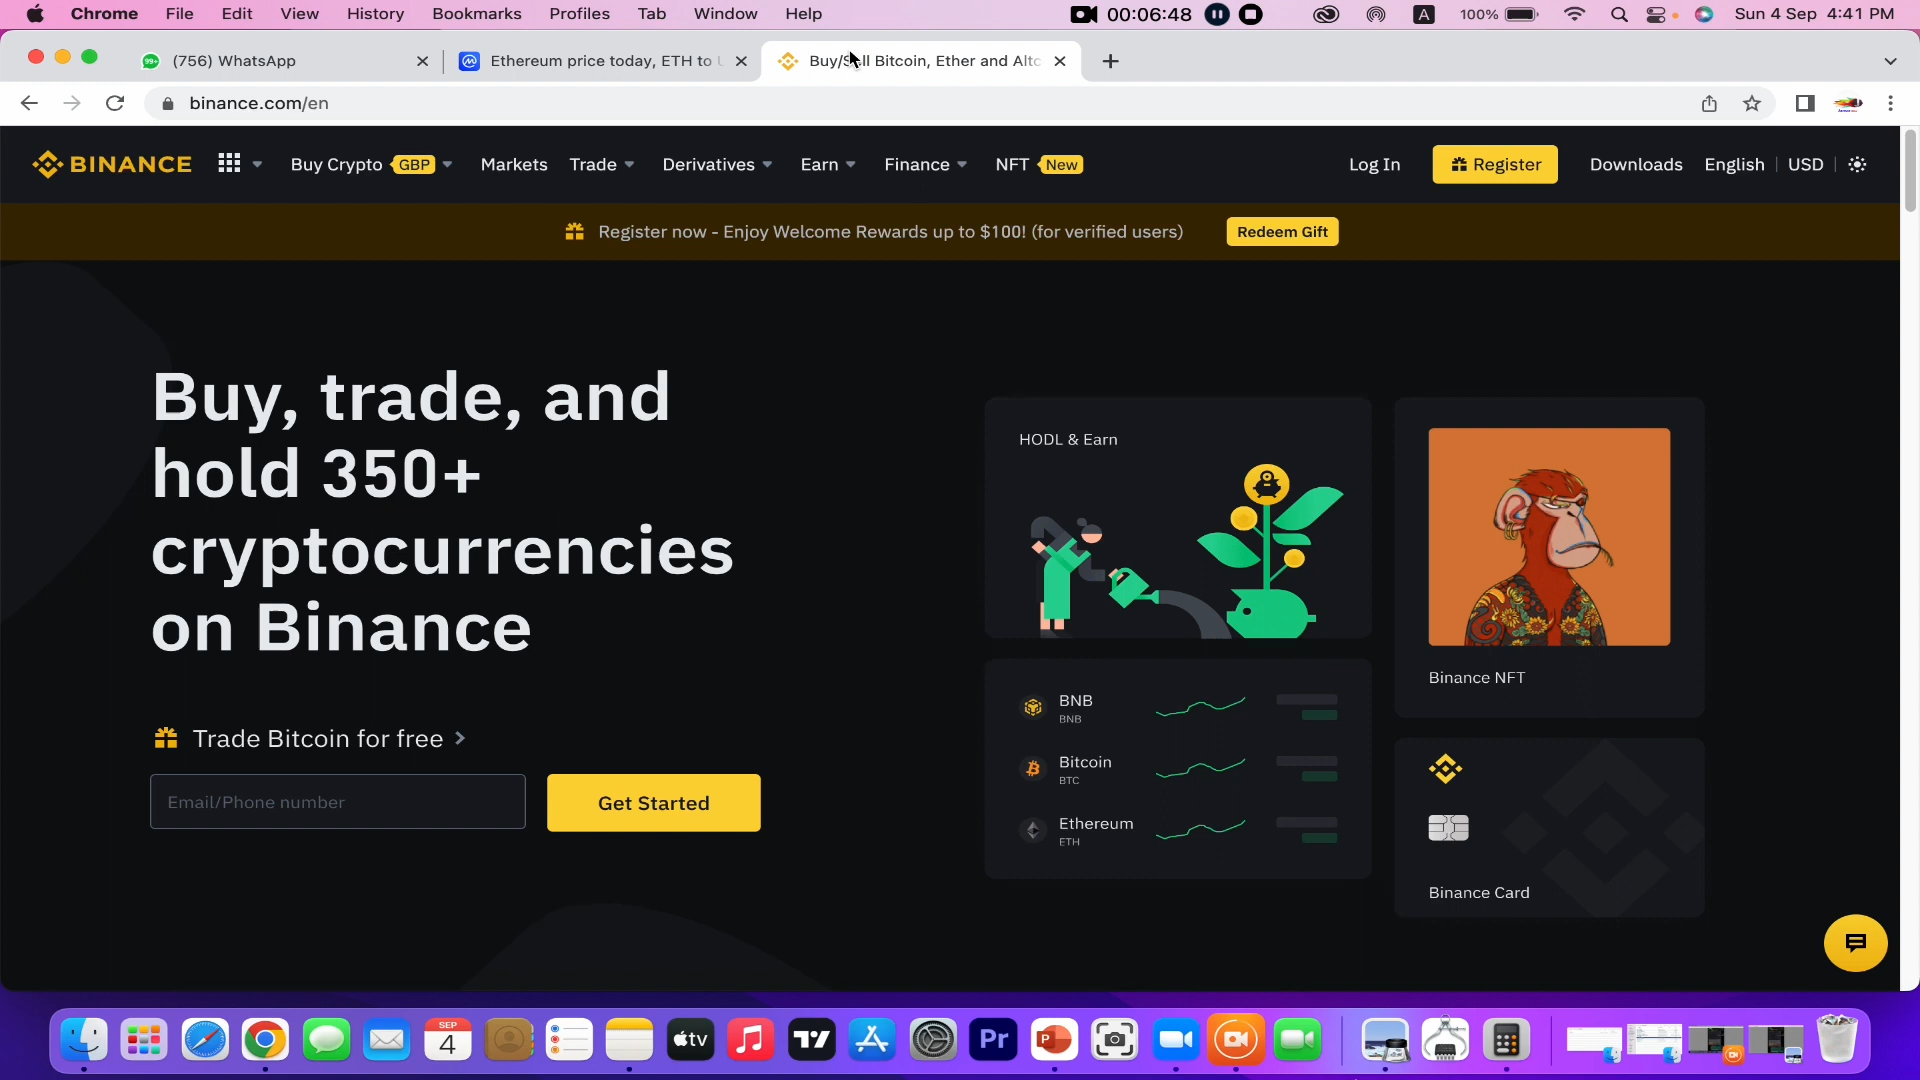 Chrome File Edit View History Bookmarks Profiles Tab Window Help 00:06:48 A 100% Sun 4 Sep 4:41 PM
(756) WhatsApp Ethereum price today, ETH to U Buy/Sell Bitcoin, Ether and Altc
binance.com/en
BINANCE Buy Crypto GBP Markets Trade Derivatives Earn Finance NFT New Log In Register Downloads English USD
Register now - Enjoy Welcome Rewards up to $100! (for verified users) Redeem Gift
Buy, trade, and
hold 350+
cryptocurrencies
on Binance
Trade Bitcoin for free
Email/Phone number Get Started
HODL & Earn
BNB
BNB
Bitcoin
BTC
Ethereum
ETH
Binance NFT
Binance Card
SEP
4
tv
Pr
P